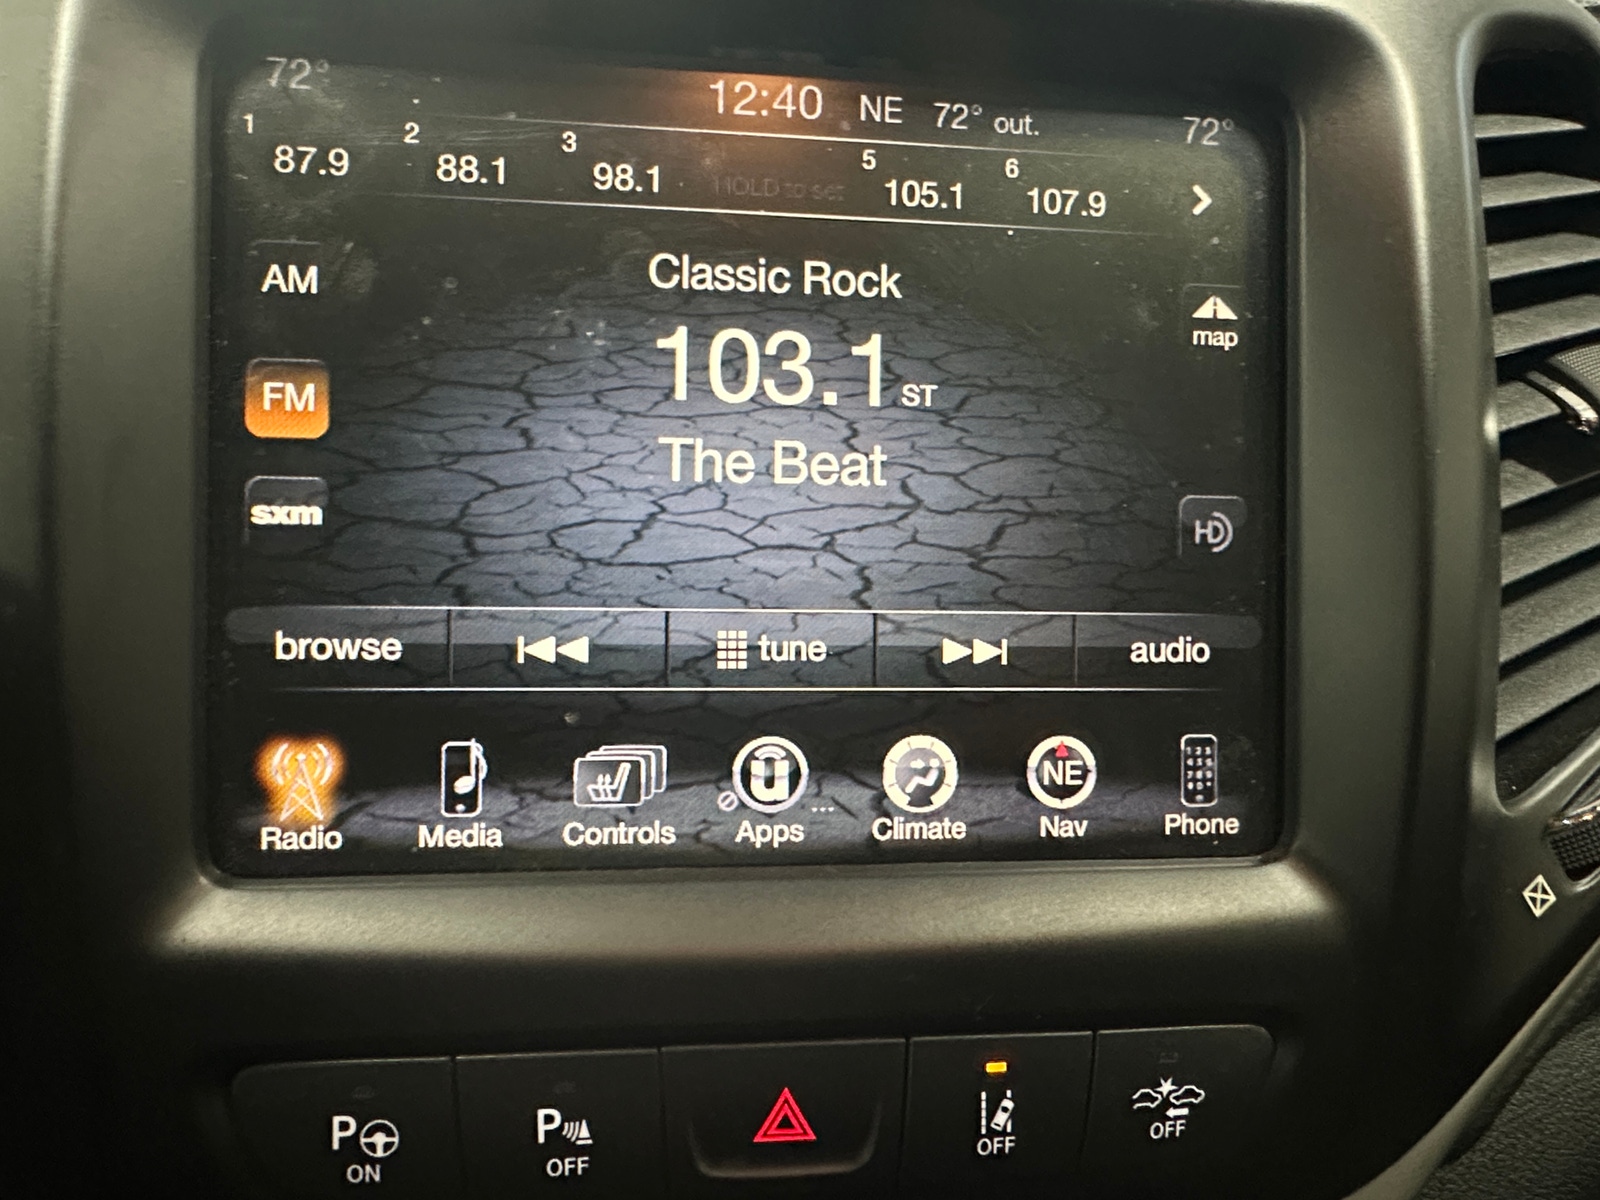 72° 12:40 NE 72° out. 72°
1 87.9 2 88.1 3 98.1 HOLD to set 5 105.1 6 107.9
AM
Classic Rock
map
103.1 ST
FM
The Beat
sxm
HD
browse tune audio
NE
Radio Media Controls Apps ... Climate Nav Phone
P P
ON OFF OFF OFF